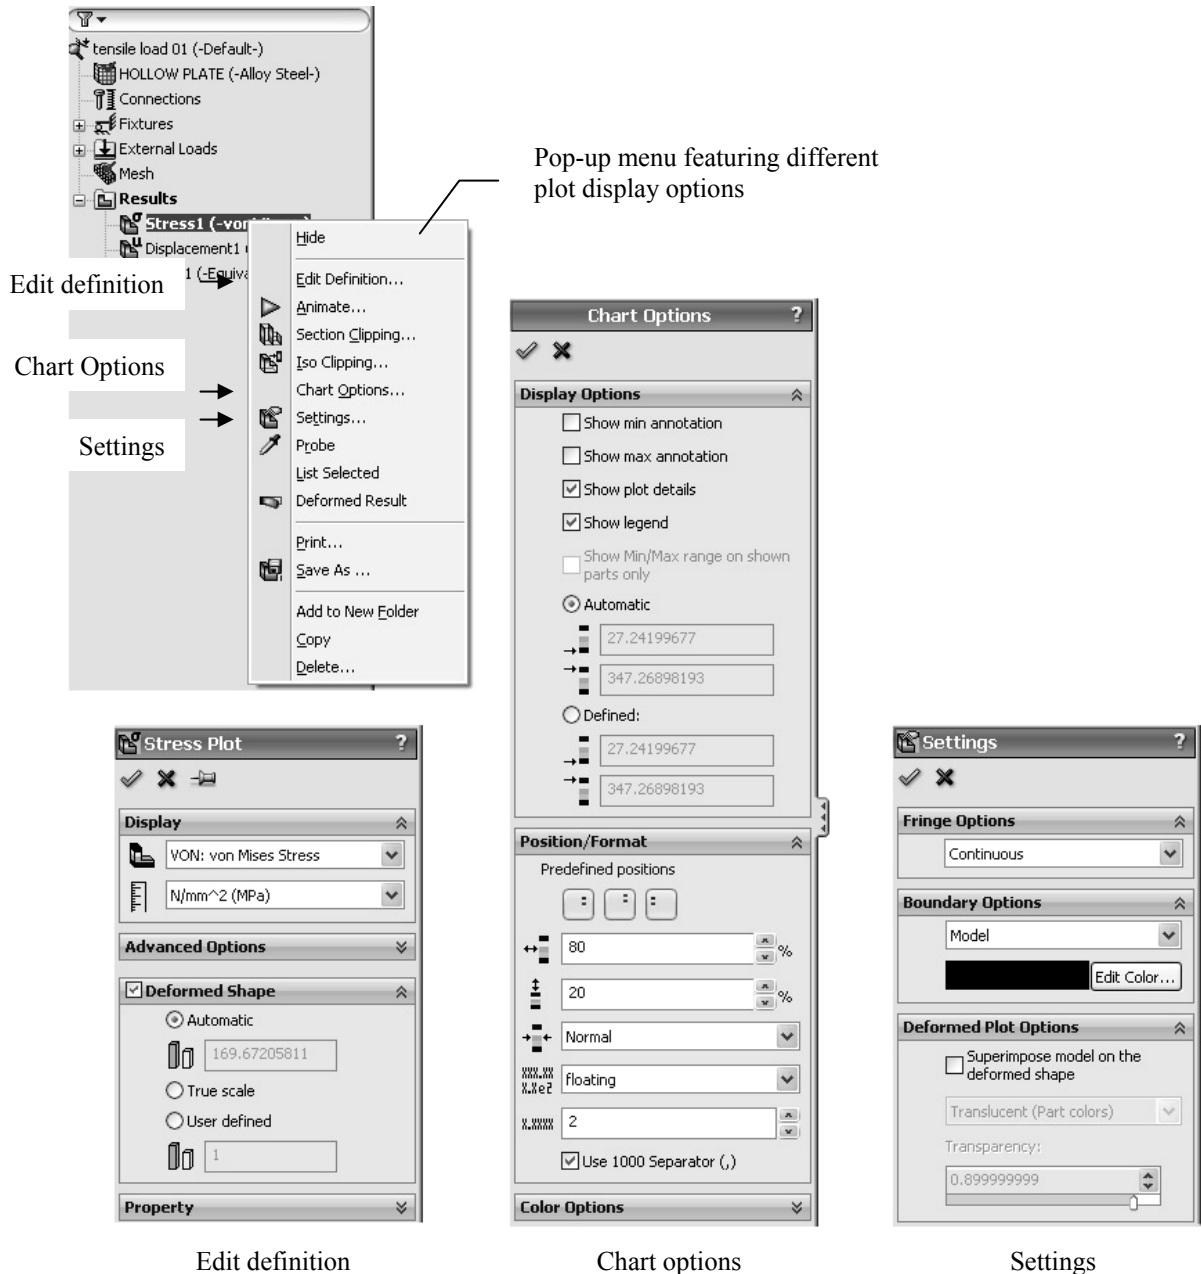 tensile load 01 (-Default-)
HOLLOW PLATE (-Alloy Steel-)
Connections
Fixtures
External Loads
Mesh
Results
Stress1 (-von
Displacement1
1 (-Equiva
Pop-up menu featuring different
plot display options
Edit definition
Chart Options
Settings
Hide
Edit Definition...
Animate...
Section Clipping...
Iso Clipping...
Chart Options...
Settings...
Probe
List Selected
Deformed Result
Print...
Save As ...
Add to New Folder
Copy
Delete...
Stress Plot ?
Display
VON: von Mises Stress
N/mm^2 (MPa)
Advanced Options
Deformed Shape
Automatic
169.67205811
True scale
User defined
1
Property
Edit definition
Chart Options ?
Display Options
Show min annotation
Show max annotation
Show plot details
Show legend
Show Min/Max range on shown
parts only
Automatic
27.24199677
347.26898193
Defined:
27.24199677
347.26898193
Position/Format
Predefined positions
80 %
20 %
Normal
XXX.XX
X.Xe2
floating
X.XXXX
2
Use 1000 Separator (,)
Color Options
Chart options
Settings ?
Fringe Options
Continuous
Boundary Options
Model
Edit Color...
Deformed Plot Options
Superimpose model on the
deformed shape
Translucent (Part colors)
Transparency:
0.899999999
Settings